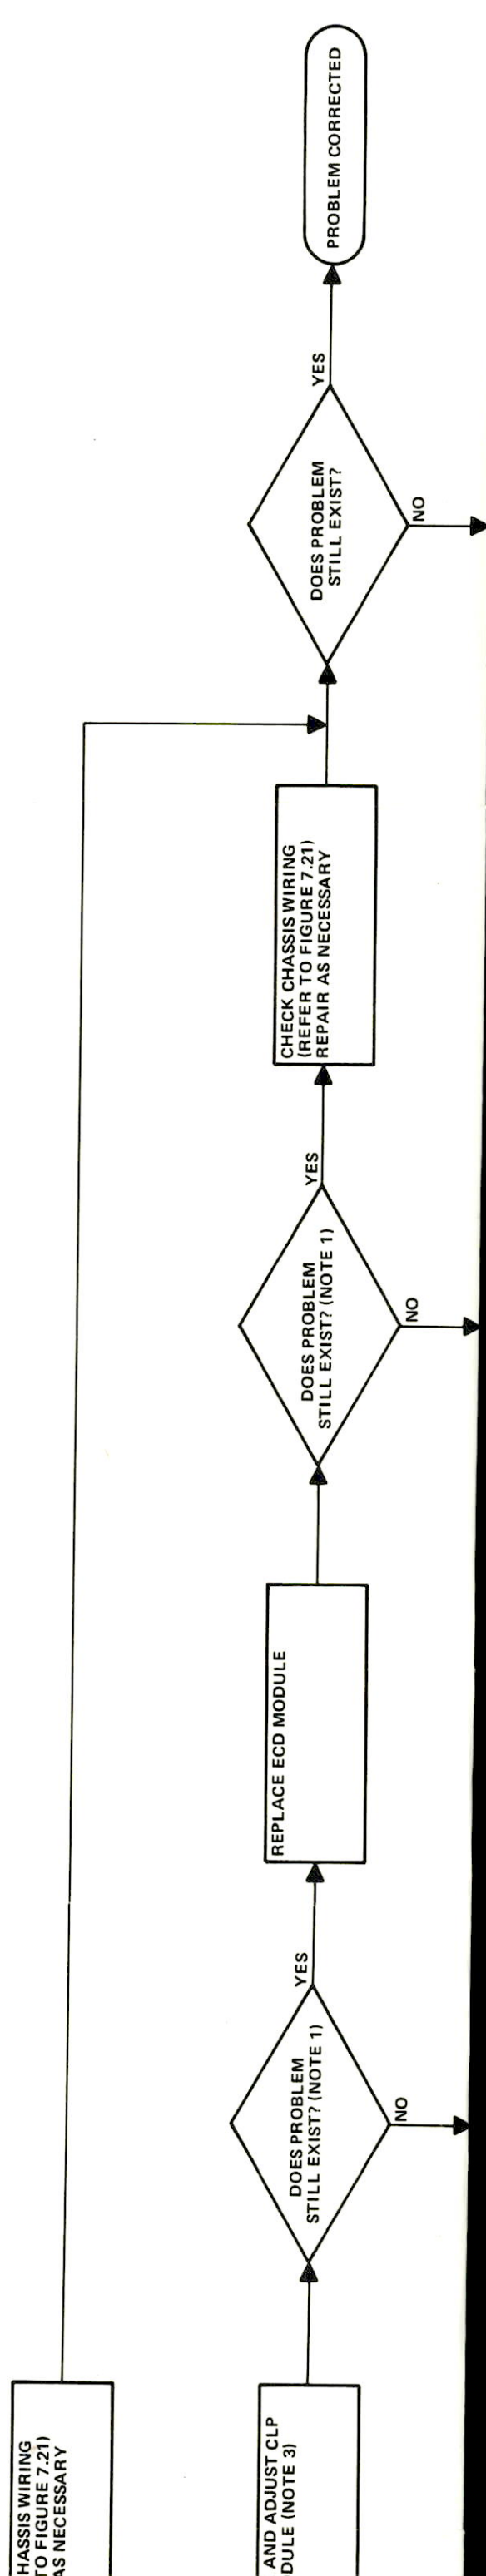 HASSIS WIRING
TO FIGURE 7.21)
AS NECESSARY
AND ADJUST CLP
DULE (NOTE 3)
DOES PROBLEM
STILL EXIST? (NOTE 1)
YES
NO
REPLACE ECD MODULE
DOES PROBLEM
STILL EXIST? (NOTE 1)
YES
NO
CHECK CHASSIS WIRING
(REFER TO FIGURE 7.21)
REPAIR AS NECESSARY
DOES PROBLEM
STILL EXIST?
YES
NO
PROBLEM CORRECTED